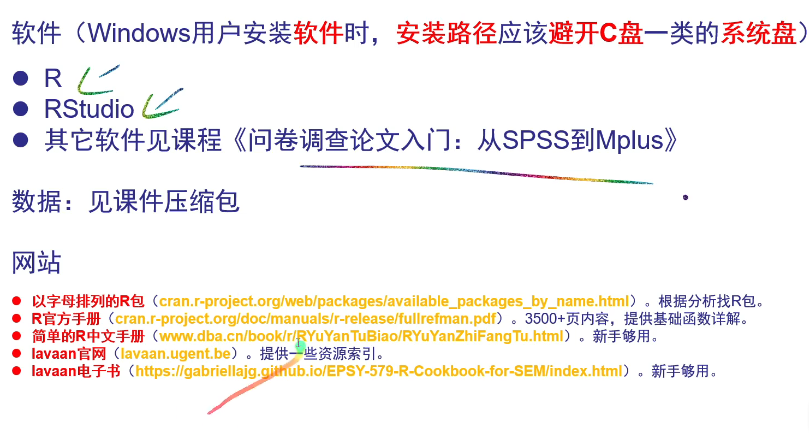 软件（Windows用户安装软件时，安装路径应该避开C盘一类的系统盘）
● R
● RStudio
● 其它软件见课程《问卷调查论文入门：从SPSS到Mplus》
数据：见课件压缩包
网站
● 以字母排列的R包（cran.r-project.org/web/packages/available_packages_by_name.html）。根据分析找R包。
● R官方手册（cran.r-project.org/doc/manuals/r-release/fullrefman.pdf）。3500+页内容，提供基础函数详解。
● 简单的R中文手册（www.dba.cn/book/r/RYuYanTuBiao/RYuYanZhiFangTu.html）。新手够用。
● lavaan官网（lavaan.ugent.be）。提供一些资源索引。
● lavaan电子书（https://gabriellajg.github.io/EPSY-579-R-Cookbook-for-SEM/index.html）。新手够用。